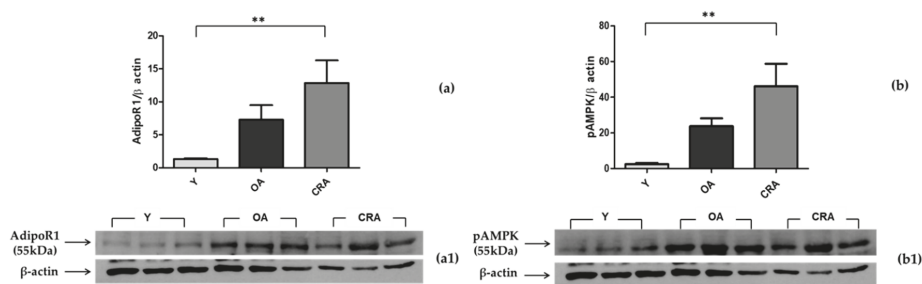 **
AdipoR1/β actin
20
15
10
5
0
Y
OA
CRA
(a)
**
pAMPK/β actin
80
60
40
20
0
Y
OA
CRA
(b)
Y
OA
CRA
AdipoR1
(55kDa)
β-actin
(a1)
Y
OA
CRA
pAMPK
(55kDa)
β-actin
(b1)